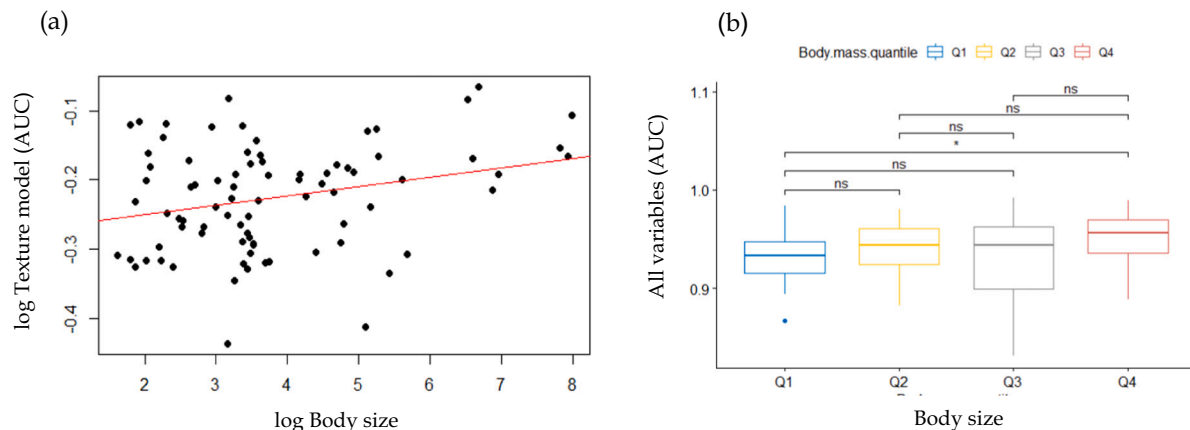 (a)
log Texture model (AUC)
-0.1
-0.2
-0.3
-0.4
2 3 4 5 6 7 8
log Body size
(b)
Body.mass.quantile Q1 Q2 Q3 Q4
All variables (AUC)
1.1
1.0
0.9
ns
ns
ns
*
ns
ns
Q1 Q2 Q3 Q4
Body size